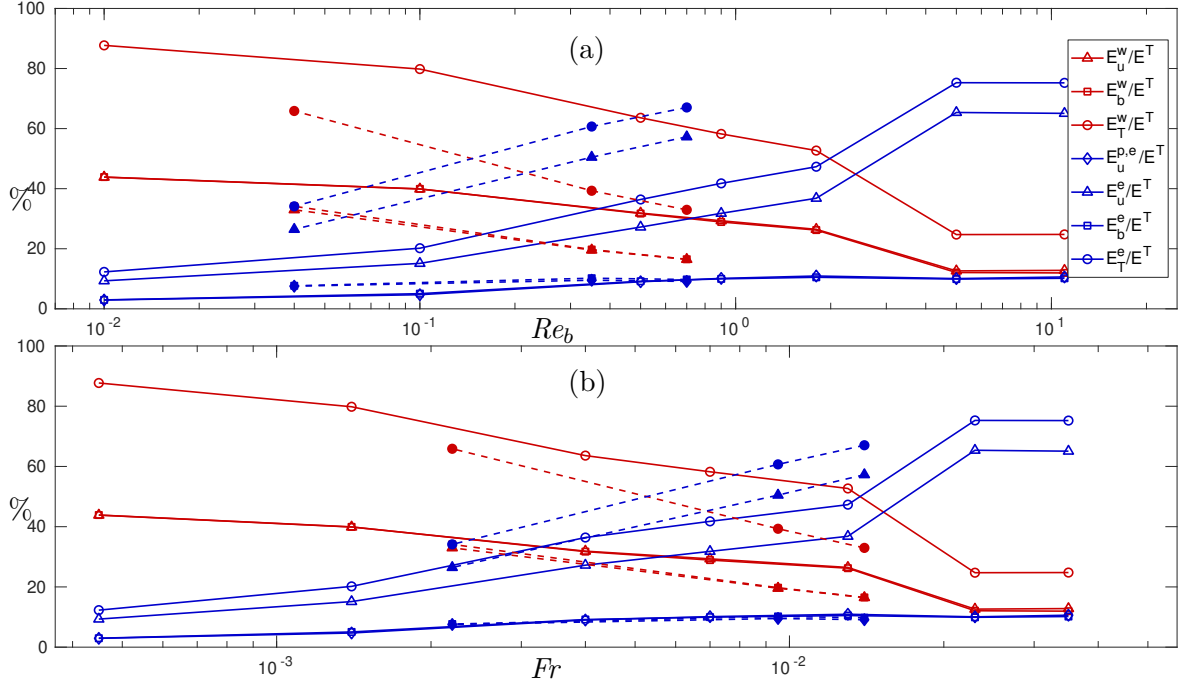 100
(a)
80
60
%
40
20
0
10^-2
10^-1
Re_b
10^0
10^1
E_u^w/E^T
E_b^w/E^T
E_T^w/E^T
E_u^{p,e}/E^T
E_u^e/E^T
E_b^e/E^T
E_T^e/E^T
100
(b)
80
60
%
40
20
0
10^-3
Fr
10^-2